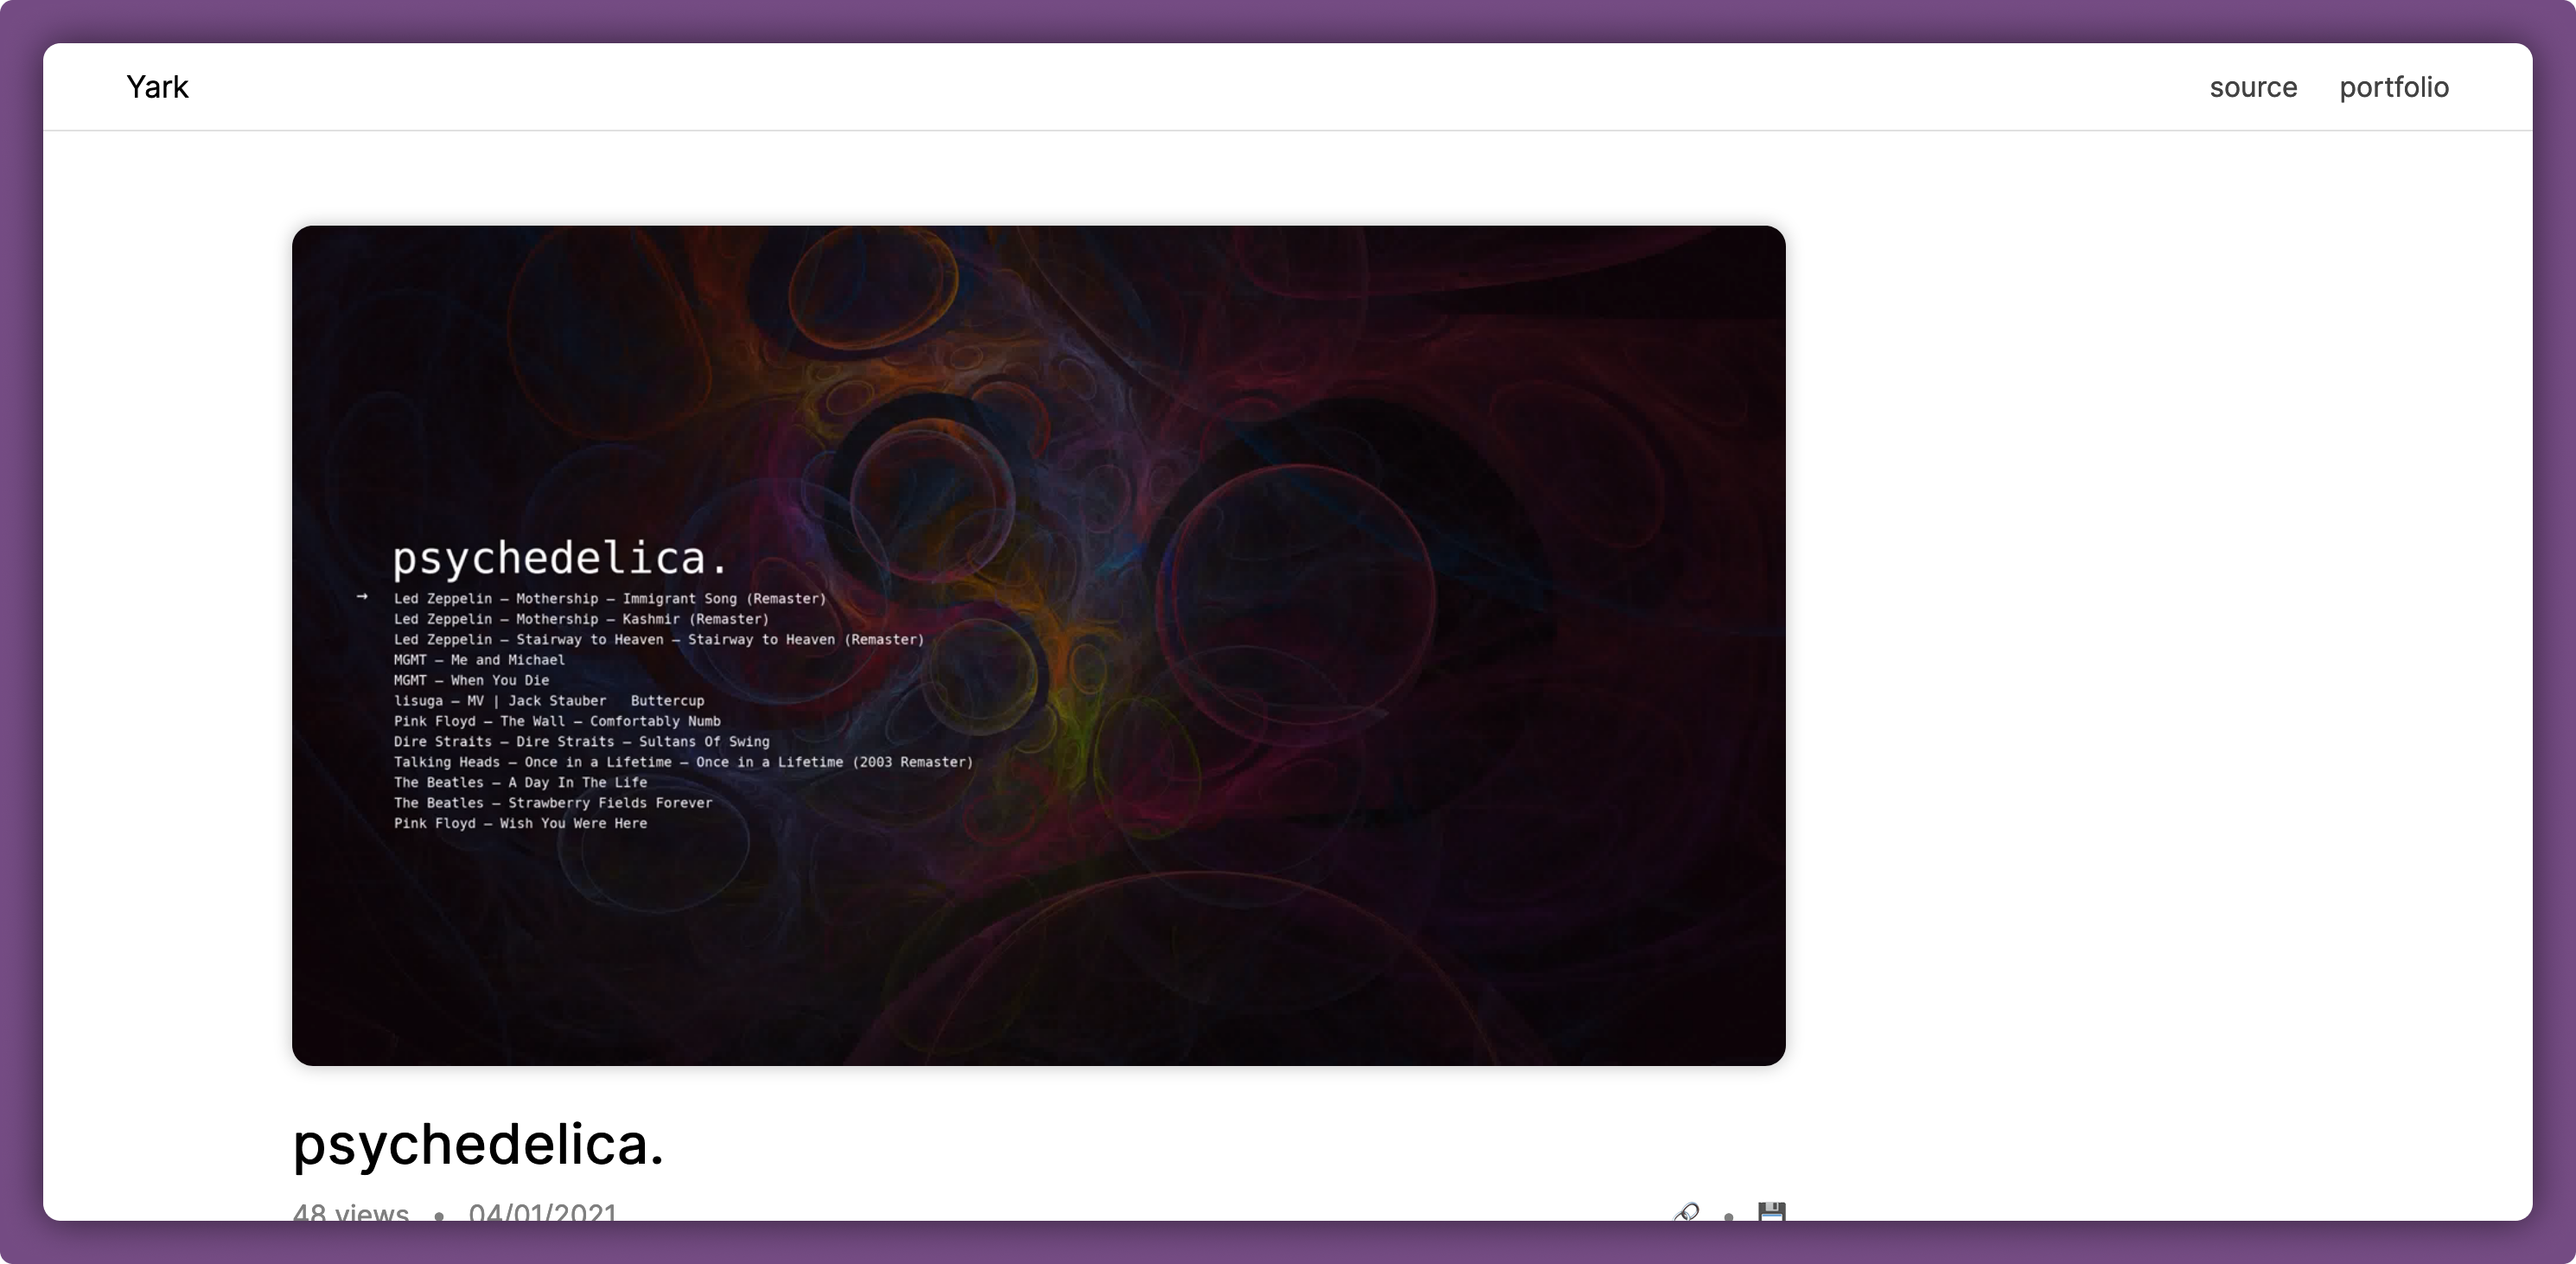 Yark
source portfolio
psychedelica.
→ Led Zeppelin – Mothership – Immigrant Song (Remaster)
Led Zeppelin – Mothership – Kashmir (Remaster)
Led Zeppelin – Stairway to Heaven – Stairway to Heaven (Remaster)
MGMT – Me and Michael
MGMT – When You Die
lisuga – MV | Jack Stauber   Buttercup
Pink Floyd – The Wall – Comfortably Numb
Dire Straits – Dire Straits – Sultans Of Swing
Talking Heads – Once in a Lifetime – Once in a Lifetime (2003 Remaster)
The Beatles – A Day In The Life
The Beatles – Strawberry Fields Forever
Pink Floyd – Wish You Were Here
psychedelica.
48 views • 04/01/2021